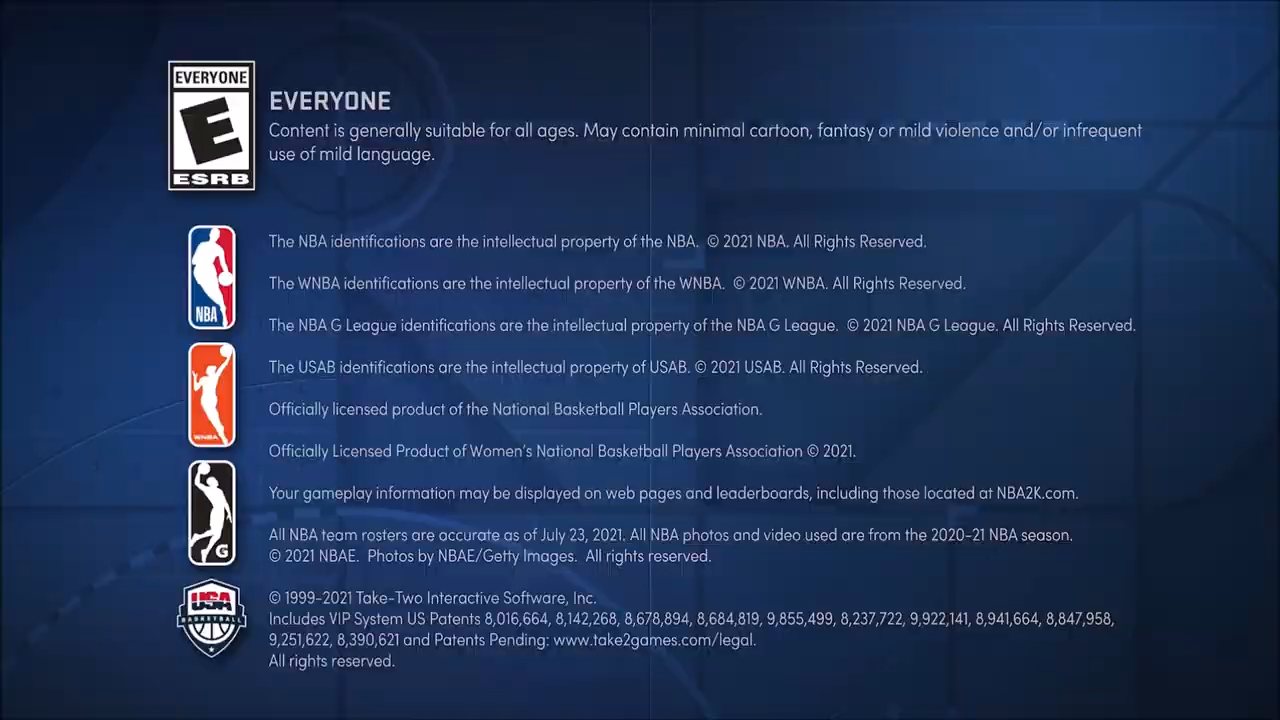 EVERYONE
E
ESRB
EVERYONE
Content is generally suitable for all ages. May contain minimal cartoon, fantasy or mild violence and/or infrequent
use of mild language.
NBA
The NBA identifications are the intellectual property of the NBA. © 2021 NBA. All Rights Reserved.
The WNBA identifications are the intellectual property of the WNBA. © 2021 WNBA. All Rights Reserved.
The NBA G League identifications are the intellectual property of the NBA G League. © 2021 NBA G League. All Rights Reserved.
WNBA
The USAB identifications are the intellectual property of USAB. © 2021 USAB. All Rights Reserved.
Officially licensed product of the National Basketball Players Association.
Officially Licensed Product of Women's National Basketball Players Association © 2021.
G
Your gameplay information may be displayed on web pages and leaderboards, including those located at NBA2K.com.
All NBA team rosters are accurate as of July 23, 2021. All NBA photos and video used are from the 2020-21 NBA season.
© 2021 NBAE. Photos by NBAE/Getty Images. All rights reserved.
USA
BASKETBALL
© 1999-2021 Take-Two Interactive Software, Inc.
Includes VIP System US Patents 8,016,664, 8,142,268, 8,678,894, 8,684,819, 9,855,499, 8,237,722, 9,922,141, 8,941,664, 8,847,958,
9,251,622, 8,390,621 and Patents Pending: www.take2games.com/legal.
All rights reserved.